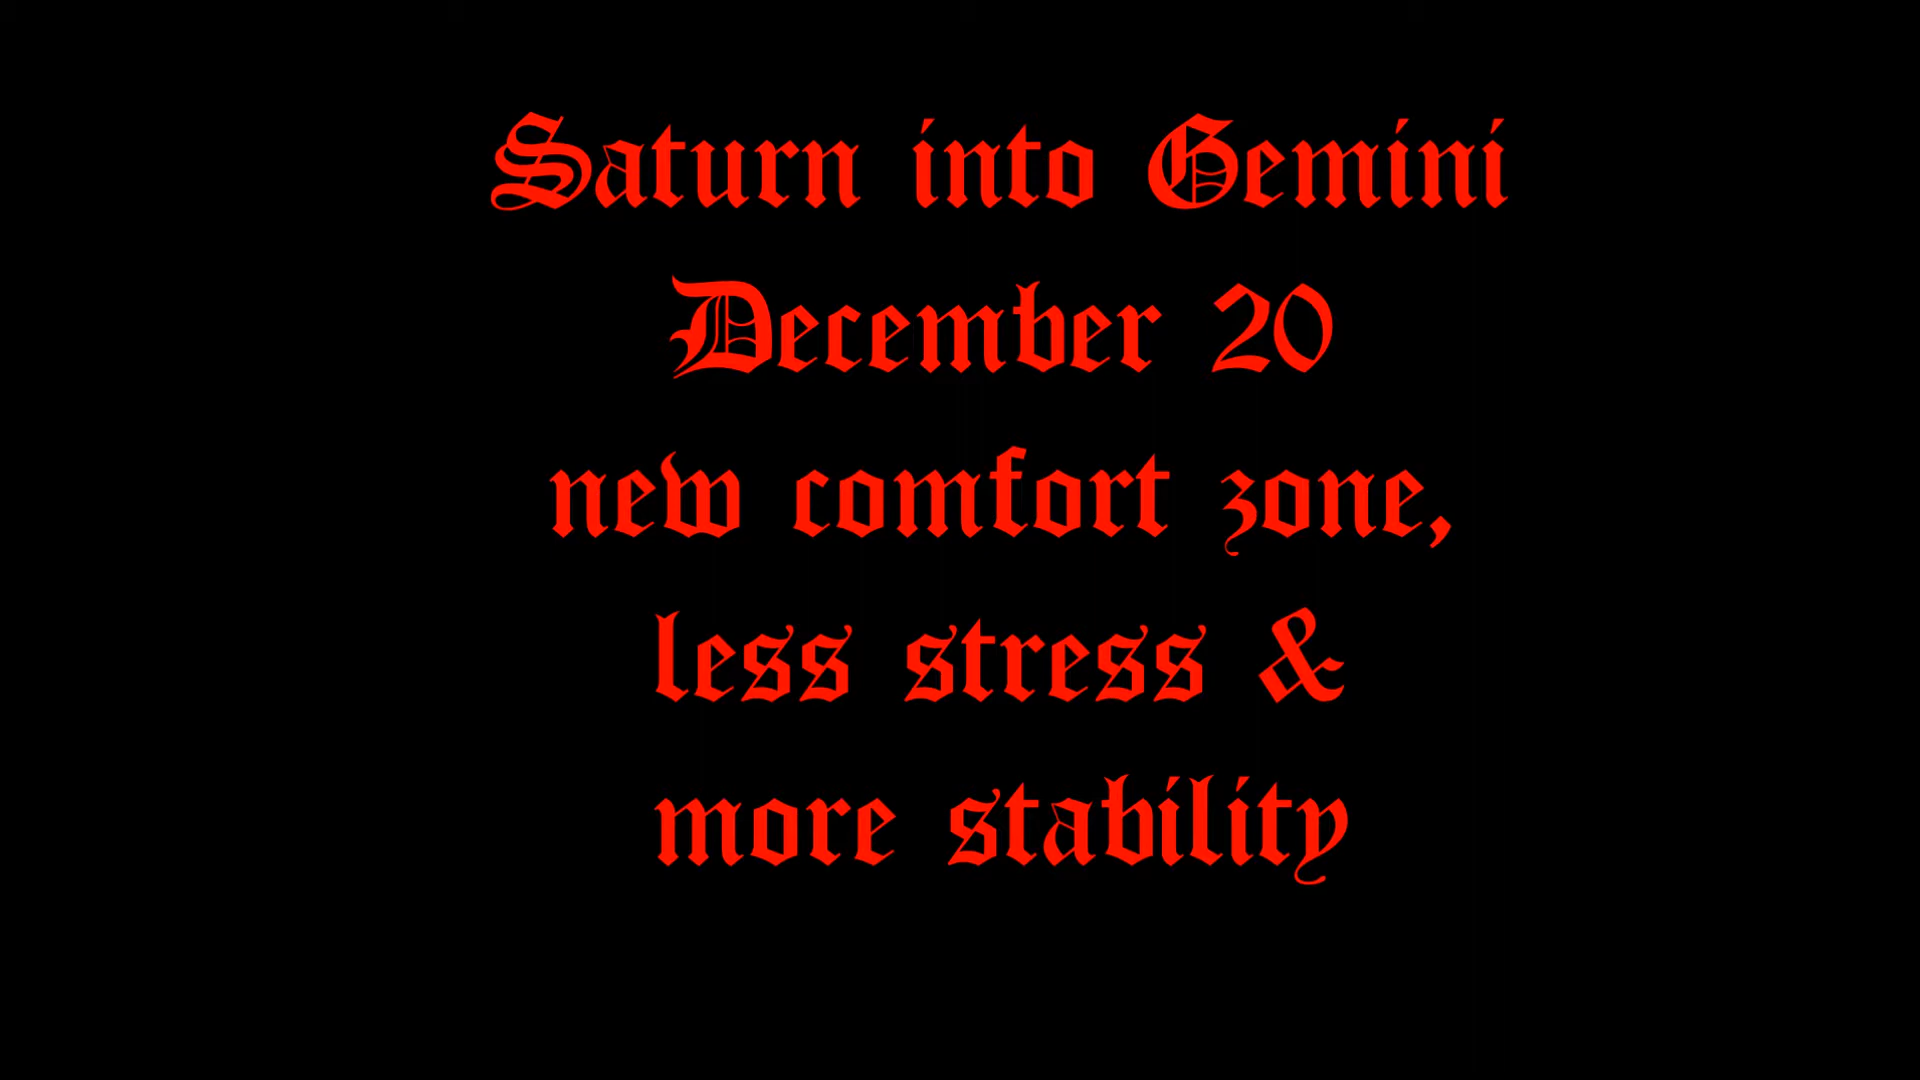 Saturn into Gemini
December 20
new comfort zone,
less stress &
more stability